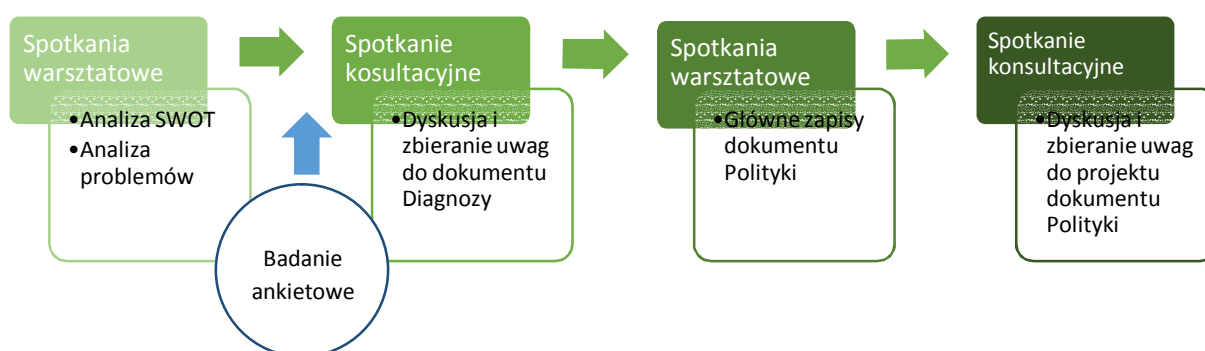 Spotkania
warsztatowe
•Analiza SWOT
•Analiza
problemów
Badanie
ankietowe
Spotkanie
kosultacyjne
•Dyskusja i
zbieranie uwag
do dokumentu
Diagnozy
Spotkania
warsztatowe
•Główne zapisy
dokumentu
Polityki
Spotkanie
konsultacyjne
•Dyskusja i
zbieranie uwag
do projektu
dokumentu
Polityki